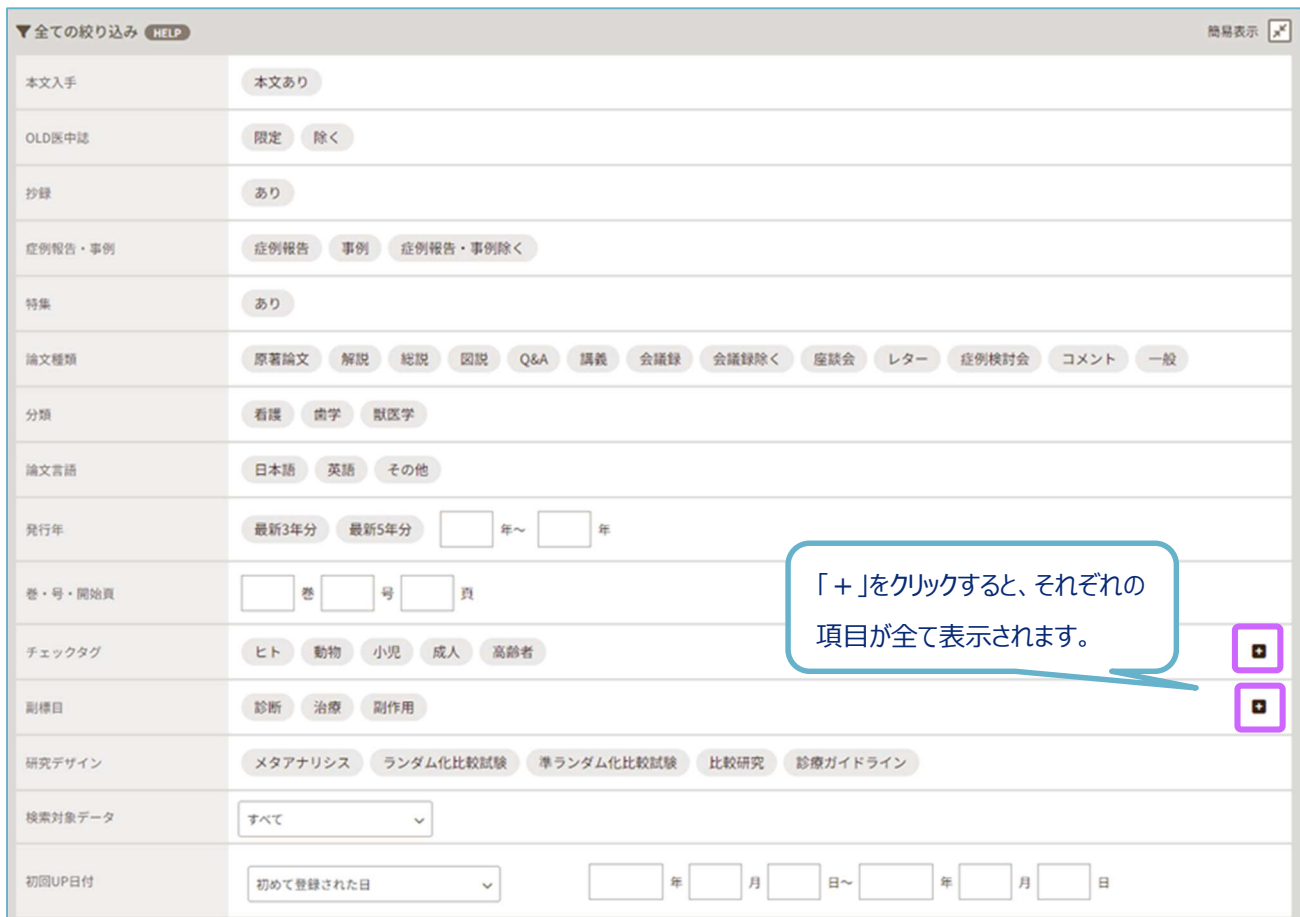 ▼全ての絞り込み HELP 簡易表示
本文入手 本文あり
OLD医中誌 限定 除く
抄録 あり
症例報告・事例 症例報告 事例 症例報告・事例除く
特集 あり
論文種類 原著論文 解説 総説 図説 Q&A 講義 会議録 会議録除く 座談会 レター 症例検討会 コメント 一般
分類 看護 歯学 獣医学
論文言語 日本語 英語 その他
発行年 最新3年分 最新5年分 年～ 年
巻・号・開始頁 巻 号 頁
「+」をクリックすると、それぞれの
項目が全て表示されます。
チェックタグ ヒト 動物 小児 成人 高齢者
副標目 診断 治療 副作用
研究デザイン メタアナリシス ランダム化比較試験 準ランダム化比較試験 比較研究 診療ガイドライン
検索対象データ すべて
初回UP日付 初めて登録された日 年 月 日～ 年 月 日